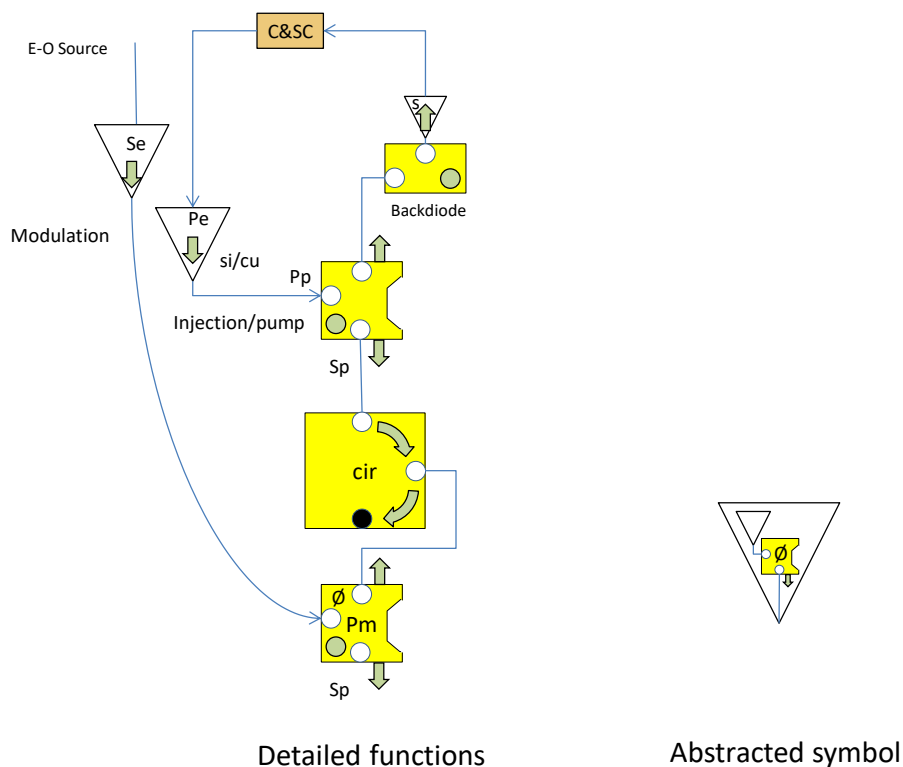 C&SC
E-O Source
S
Se
Backdiode
Pe
Modulation
si/cu
Pp
Injection/pump
Sp
cir
Ø
Ø
Pm
Sp
Detailed functions
Abstracted symbol